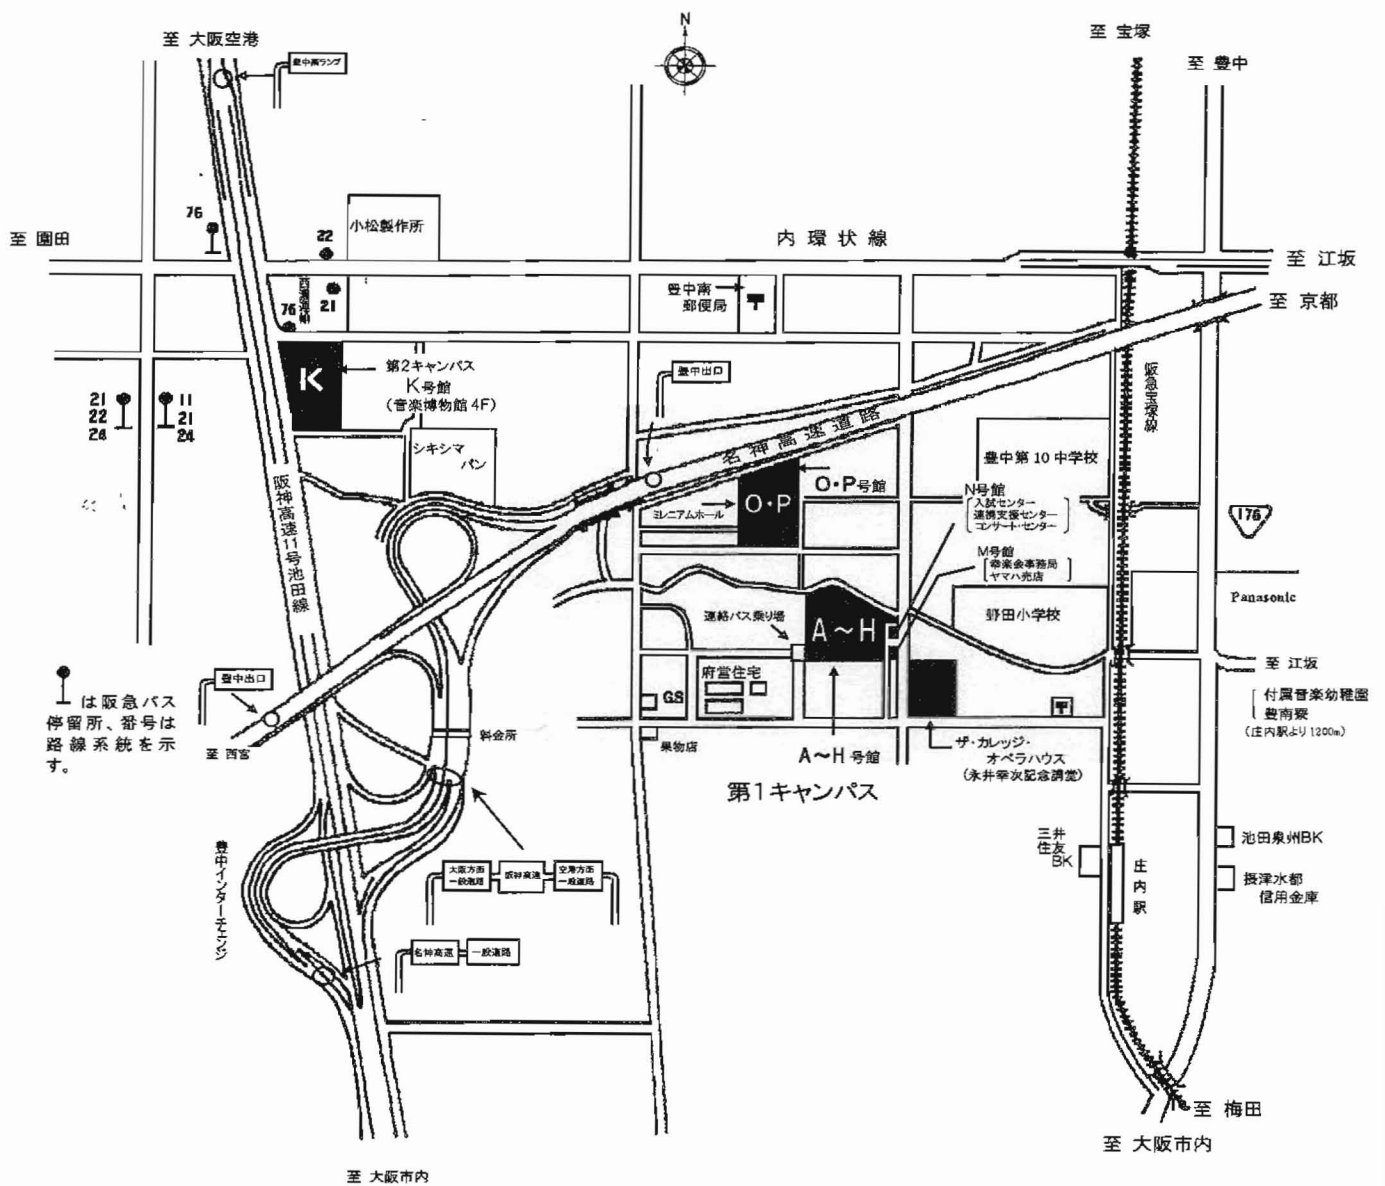 N
至 大阪空港
至 宝塚
至 豊中
豊中南ランプ
76
22
小松製作所
至 園田
内 環 状 線
至 江坂
21
76
豊中南
郵便局
〒
至 京都
K
第2キャンパス
K号館
(音楽博物館 4F)
豊中出口
阪急宝塚線
21
22
24
11
21
24
シキシマ
パン
名神高速道路
豊中第10中学校
O・P
O・P号館
ミレニアムホール
N号館
入試センター
連携支援センター
コンサート・センター
176
M号館
幸楽会事務局
ヤマハ売店
阪神高速11号池田線
Panasonic
連絡バス乗り場
A～H
野田小学校
は阪急バス
停留所、番号は
路線系統を示
す。
豊中出口
府営住宅
GS
至 江坂
付属音楽幼稚園
豊南寮
(庄内駅より1200m)
〒
至 西宮
料金所
果物店
A～H 号館
ザ・カレッジ・
オペラハウス
(永井幸次記念講堂)
第1キャンパス
豊中インターチェンジ
三井
住友
BK
庄内駅
池田泉州BK
摂津水都
信用金庫
大阪方面
一般道路
阪神高速
空港方面
一般道路
名神高速
一般道路
至 梅田
至 大阪市内
至 大阪市内